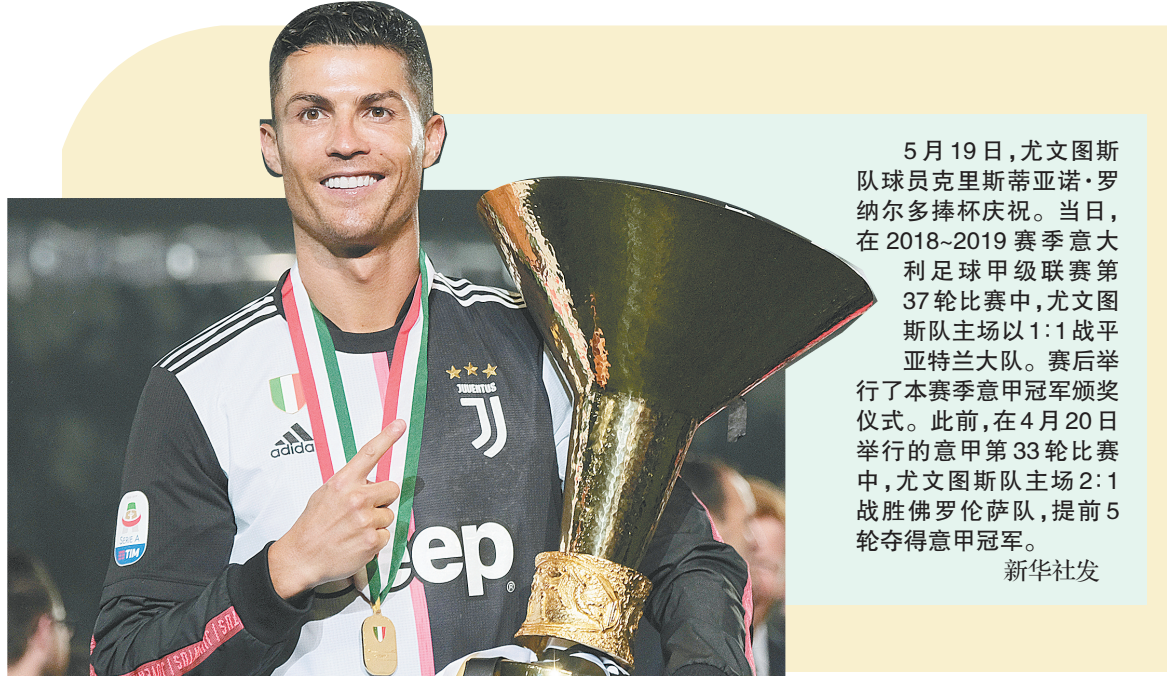 5月19日,尤文图斯
队球员克里斯蒂亚诺·罗
纳尔多捧杯庆祝。当日,
在2018~2019赛季意大
利足球甲级联赛第
37轮比赛中,尤文图
斯队主场以1:1战平
亚特兰大队。赛后举
行了本赛季意甲冠军颁奖
仪式。此前,在4月20日
举行的意甲第33轮比赛
中,尤文图斯队主场2:1
战胜佛罗伦萨队,提前5
轮夺得意甲冠军。
新华社发
JUVENTUS
adidas
SERIE A
TIM
eep®